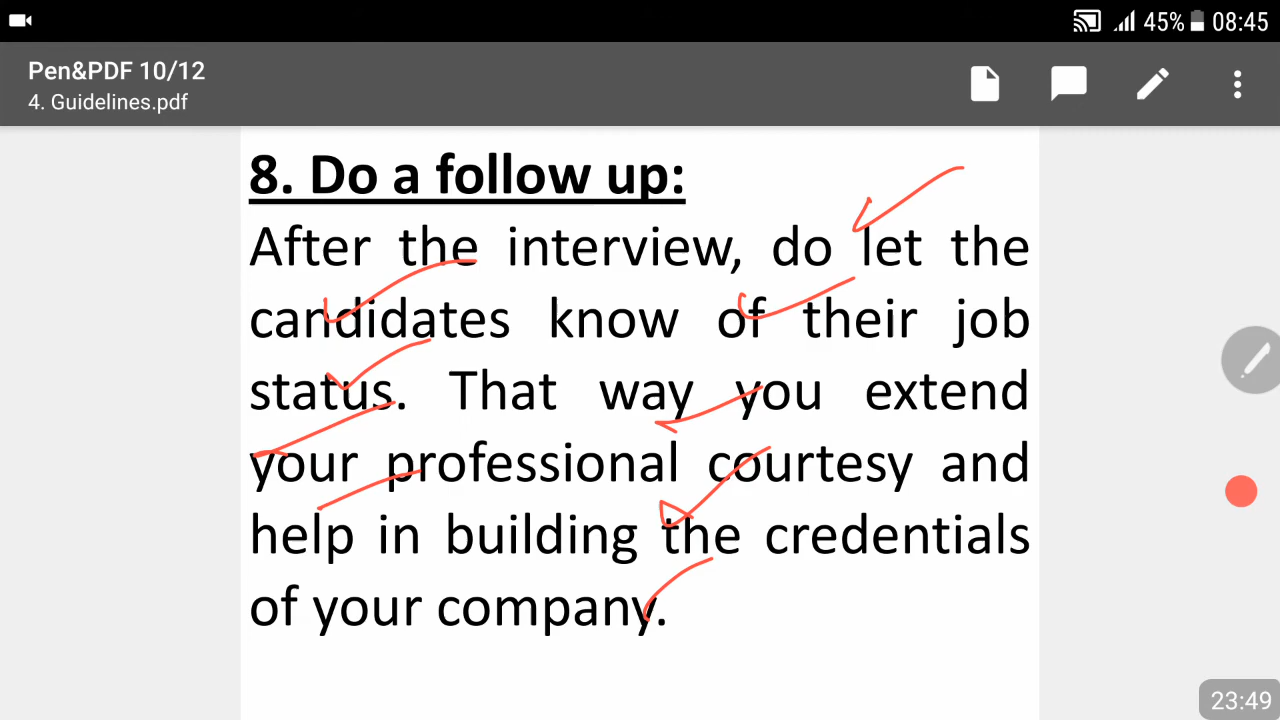 45% 08:45
Pen&PDF 10/12
4. Guidelines.pdf
8. Do a follow up:
After the interview, do let the
candidates know of their job
status. That way you extend
your professional courtesy and
help in building the credentials
of your company.
23:49